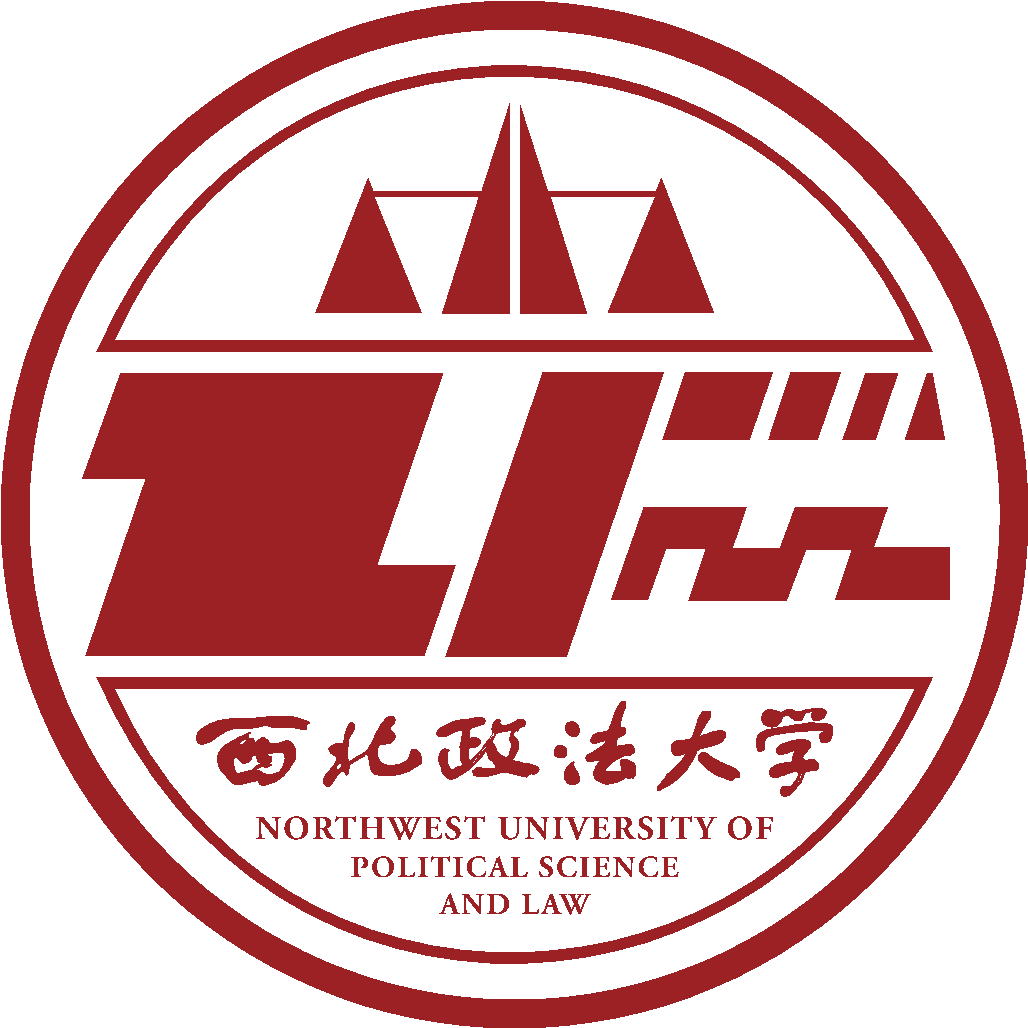 西北政法大学
NORTHWEST UNIVERSITY OF
POLITICAL SCIENCE
AND LAW